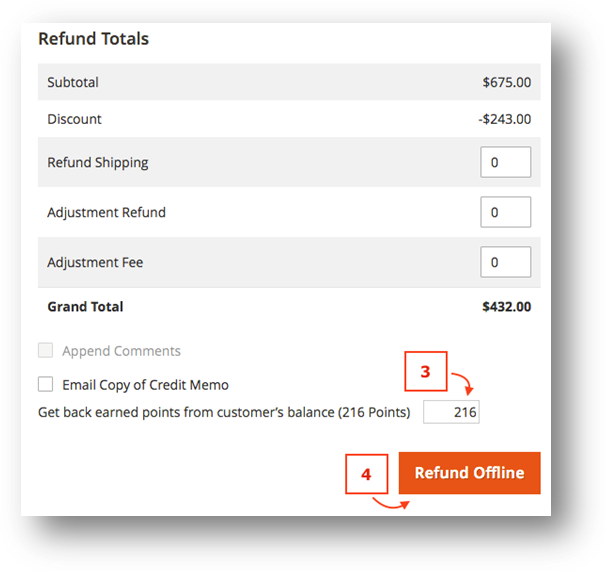 Refund Totals
Subtotal $675.00
Discount -$243.00
Refund Shipping 0
Adjustment Refund 0
Adjustment Fee 0
Grand Total $432.00
Append Comments
3
Email Copy of Credit Memo
Get back earned points from customer's balance (216 Points) 216
4 Refund Offline